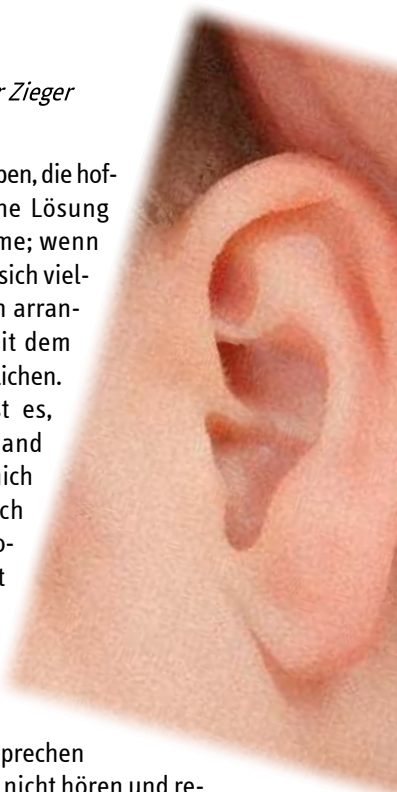 r Zieger
ben, die hof-
ne Lösung
me; wenn
sich viel-
n arran-
it dem
lichen.
t es,
and
ich
ch
o-
t
prechen
nicht hören und re-